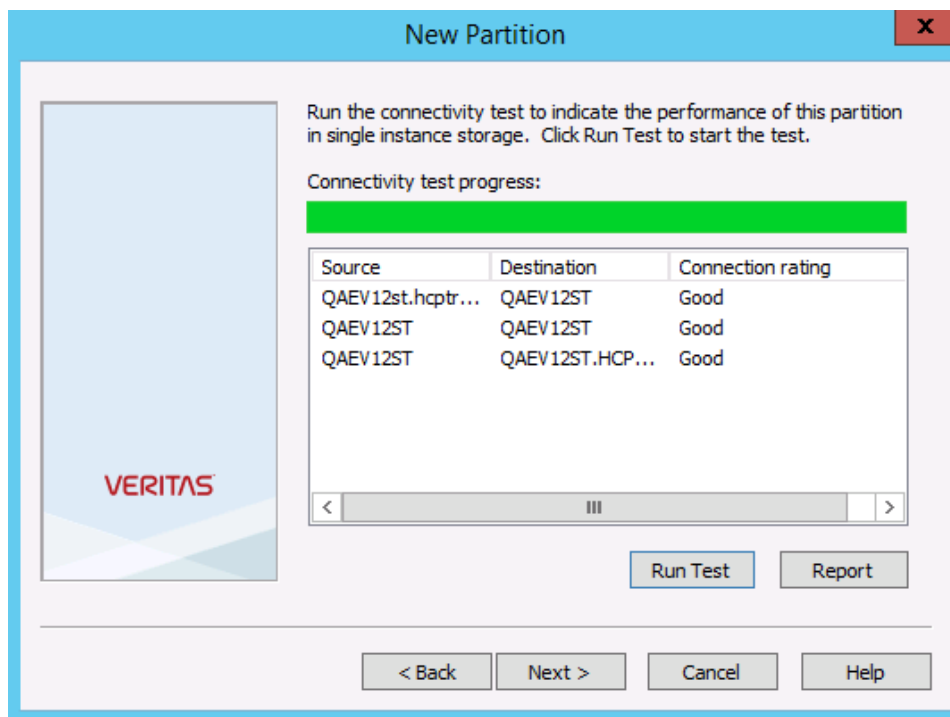 New Partition
x
Run the connectivity test to indicate the performance of this partition
in single instance storage. Click Run Test to start the test.
Connectivity test progress:
Source Destination Connection rating
QAEV12st.hcptr... QAEV12ST Good
QAEV12ST QAEV12ST Good
QAEV12ST QAEV12ST.HCP... Good
VERITAS
Run Test Report
< Back Next > Cancel Help